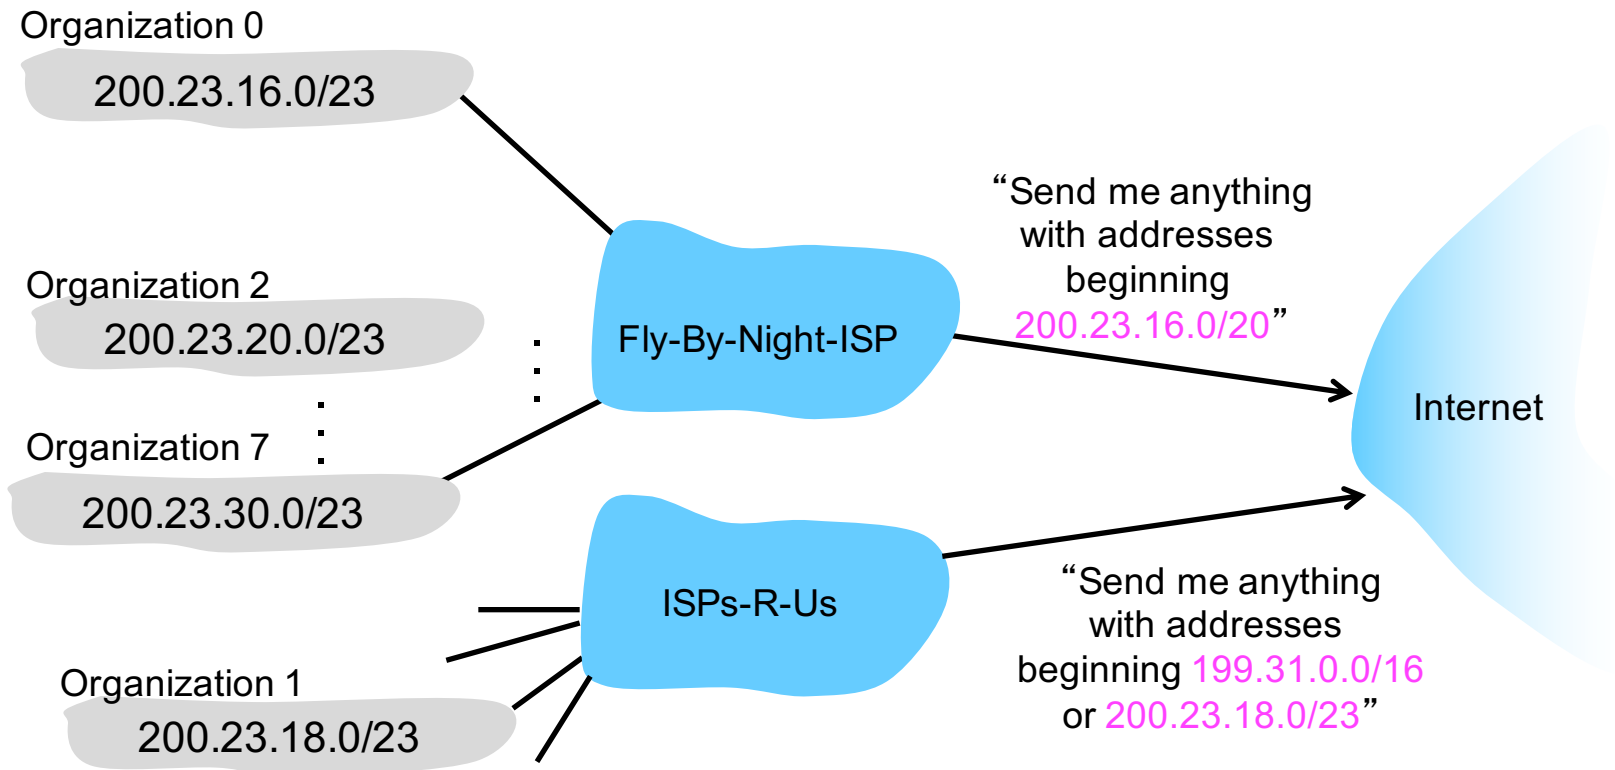 Organization 0
200.23.16.0/23
Organization 2
200.23.20.0/23
Organization 7
200.23.30.0/23
Organization 1
200.23.18.0/23
Fly-By-Night-ISP
ISPs-R-Us
“Send me anything
with addresses
beginning
200.23.16.0/20”
“Send me anything
with addresses
beginning 199.31.0.0/16
or 200.23.18.0/23”
Internet